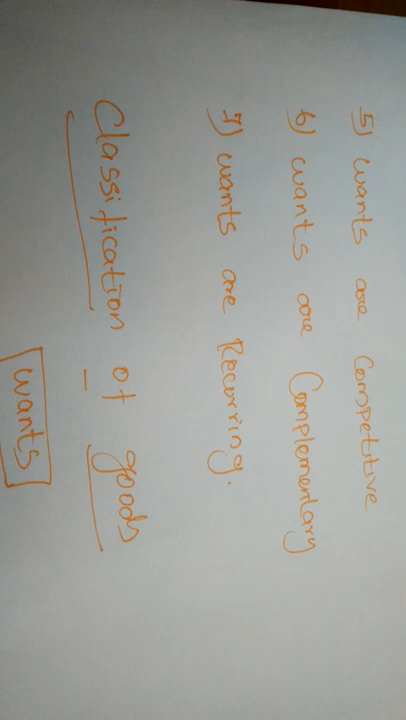 5) wants are Competitive
6) wants are Complementary
7) wants are Recurring.
Classification of goods
wants